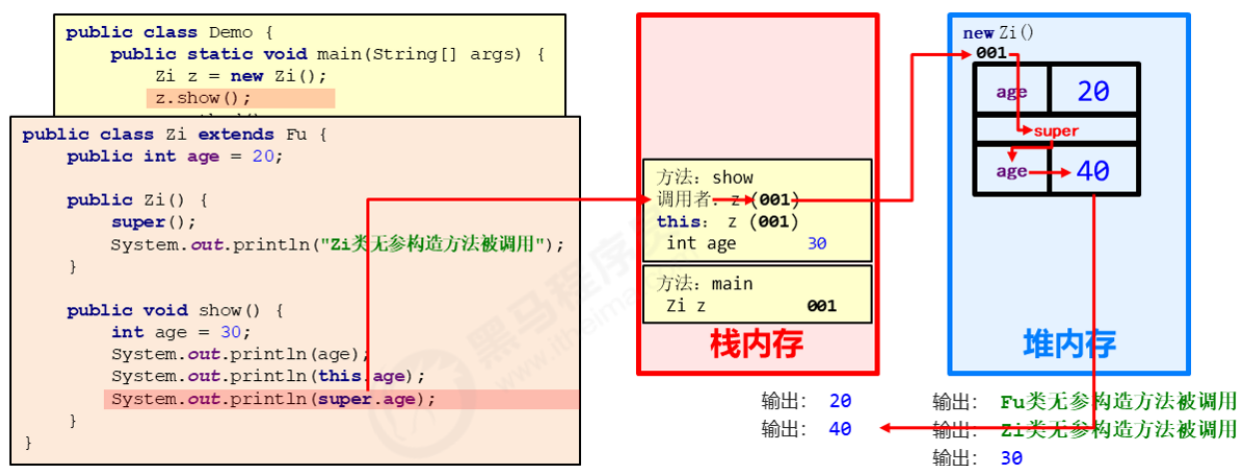 public class Demo {
public static void main(String[] args) {
Zi z = new Zi();
z.show();
public class Zi extends Fu {
public int age = 20;
public Zi() {
super();
System.out.println("Zi类无参构造方法被调用");
}
public void show() {
int age = 30;
System.out.println(age);
System.out.println(this.age);
System.out.println(super.age);
}
}
方法: show
调用者: z (001)
this: z (001)
int age 30
方法: main
Zi z 001
栈内存
new Zi()
001
age 20
super
age 40
堆内存
输出: 20
输出: 40
输出: Fu类无参构造方法被调用
输出: Zi类无参构造方法被调用
输出: 30
黑马程序员